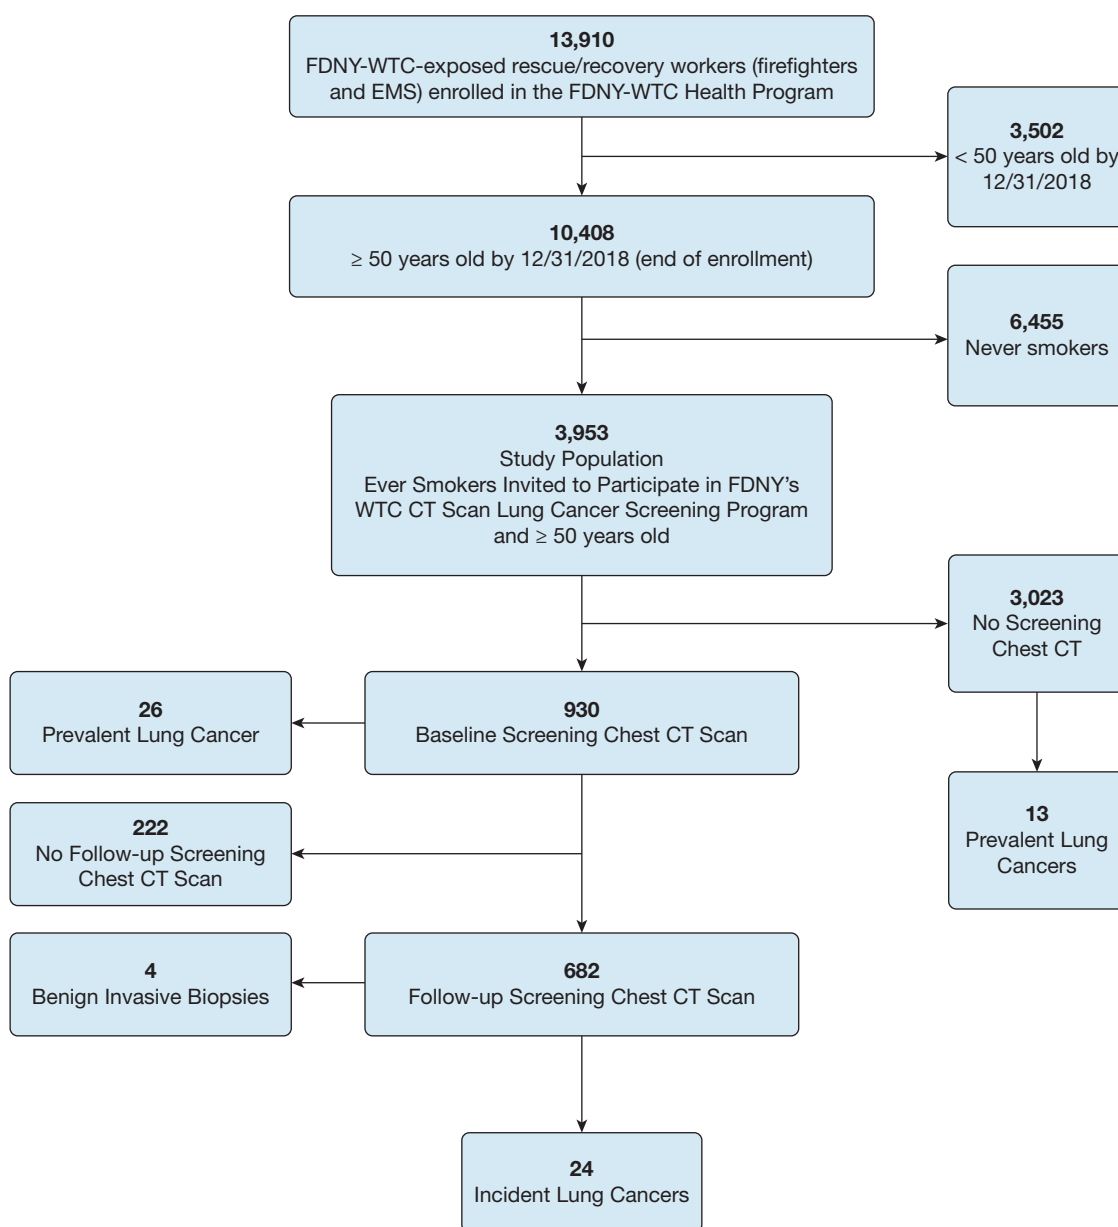 13,910
FDNY-WTC-exposed rescue/recovery workers (firefighters
and EMS) enrolled in the FDNY-WTC Health Program
3,502
< 50 years old by
12/31/2018
10,408
≥ 50 years old by 12/31/2018 (end of enrollment)
6,455
Never smokers
3,953
Study Population
Ever Smokers Invited to Participate in FDNY’s
WTC CT Scan Lung Cancer Screening Program
and ≥ 50 years old
3,023
No Screening
Chest CT
26
Prevalent Lung Cancer
930
Baseline Screening Chest CT Scan
13
Prevalent Lung
Cancers
222
No Follow-up Screening
Chest CT Scan
4
Benign Invasive Biopsies
682
Follow-up Screening Chest CT Scan
24
Incident Lung Cancers